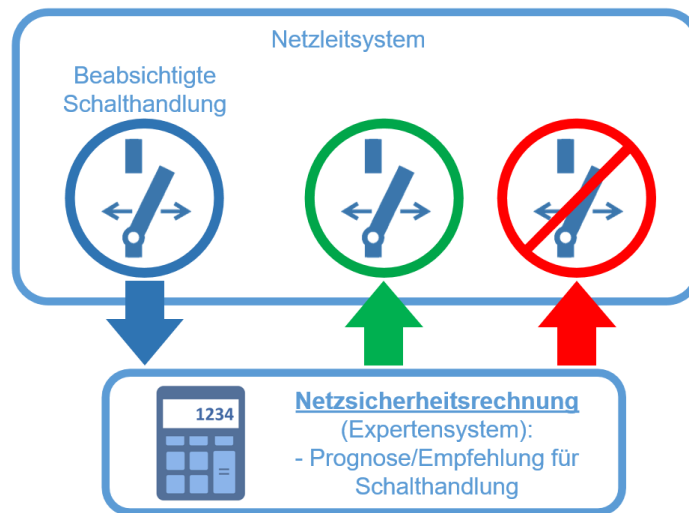 Netzleitsystem
Beabsichtigte
Schalthandlung
1234
=
Netzsicherheitsrechnung
(Expertensystem):
- Prognose/Empfehlung für
Schalthandlung